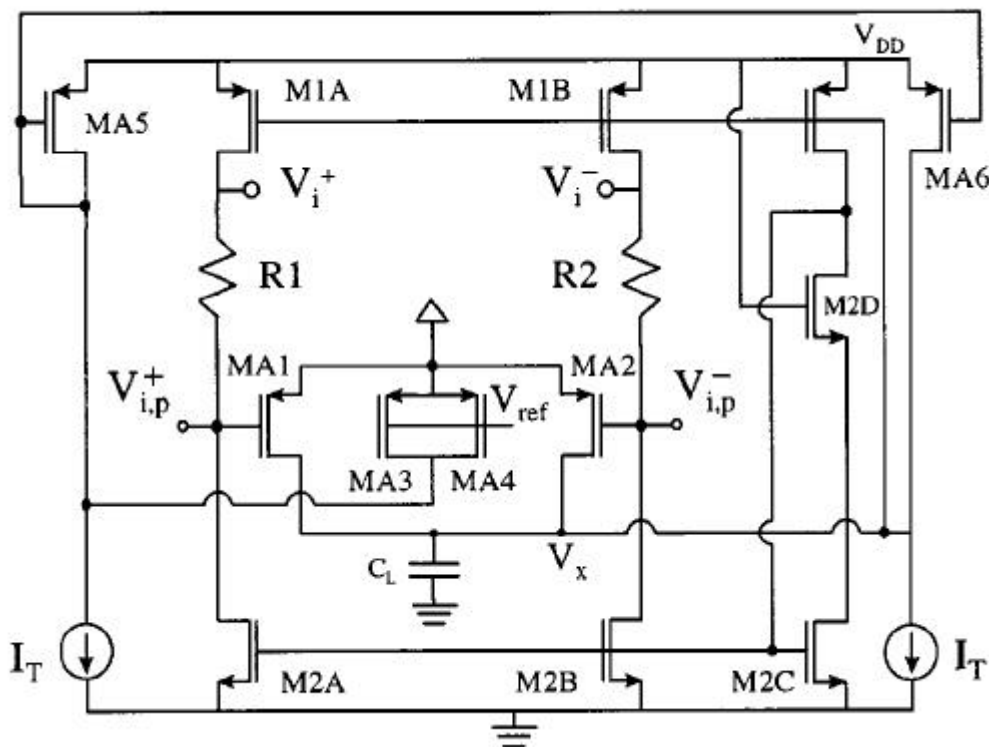 V_DD
M1A
M1B
MA5
MA6
V_i^+
V_i^-
R1
R2
M2D
MA1
MA2
V_i,p^+
V_ref
V_i,p^-
MA3
MA4
C_L
V_x
I_T
I_T
M2A
M2B
M2C